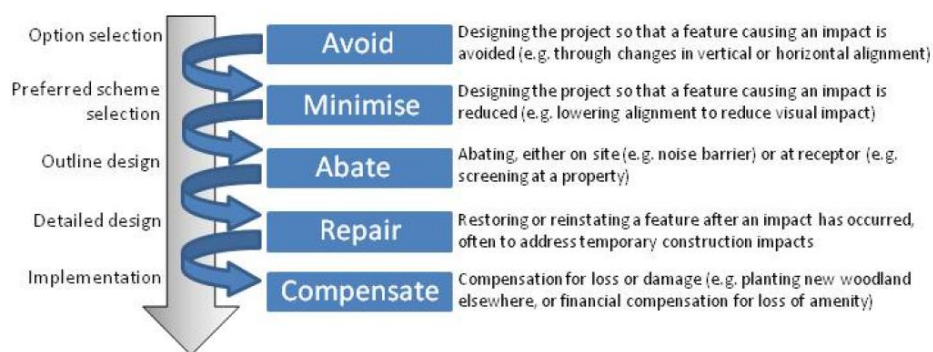 Option selection
Avoid
Designing the project so that a feature causing an impact is
avoided (e.g. through changes in vertical or horizontal alignment)
Preferred scheme
selection
Minimise
Designing the project so that a feature causing an impact is
reduced (e.g. lowering alignment to reduce visual impact)
Outline design
Abate
Abating, either on site (e.g. noise barrier) or at receptor (e.g.
screening at a property)
Detailed design
Repair
Restoring or reinstating a feature after an impact has occurred,
often to address temporary construction impacts
Implementation
Compensate
Compensation for loss or damage (e.g. planting new woodland
elsewhere, or financial compensation for loss of amenity)